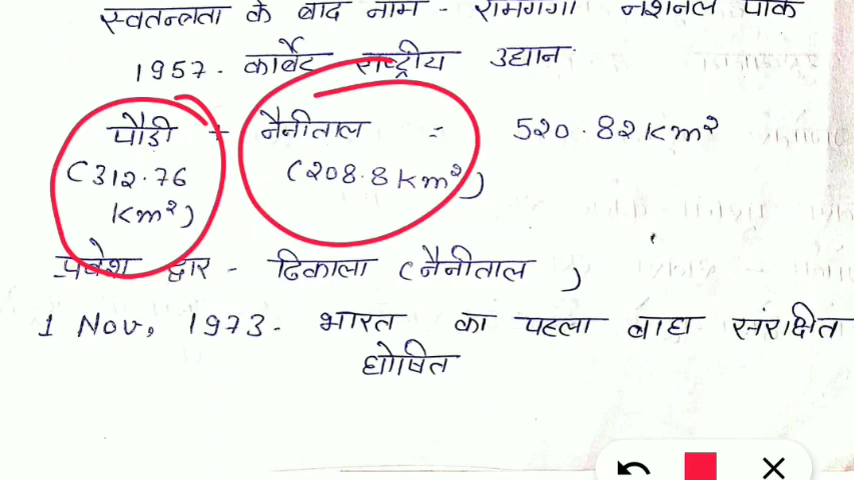 स्वतन्त्रता के बाद नाम - रामगंगा नेशनल पार्क
1957 - कार्बेट राष्ट्रीय उद्यान
पौड़ी + नैनीताल = 520.82 Km²
(312.76 (208.8 Km²)
Km²)
प्रवेश द्वार - ढिकाला (नैनीताल)
1 Nov, 1973 - भारत का पहला बाघ संरक्षित
घोषित